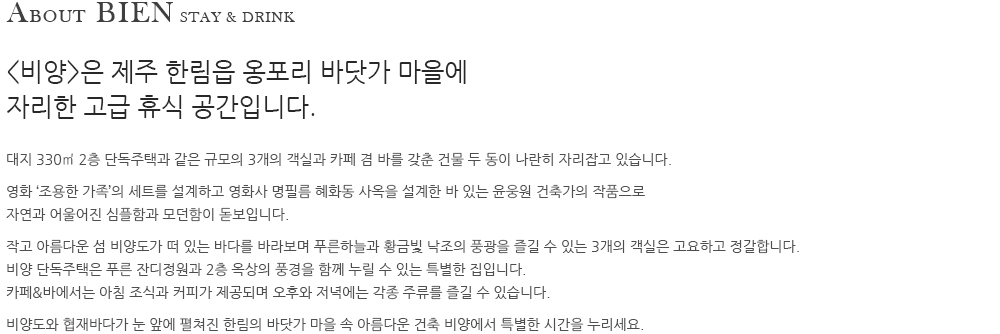 About BIEN STAY & DRINK
<비양>은 제주 한림읍 옹포리 바닷가 마을에
자리한 고급 휴식 공간입니다.
대지 330㎡ 2층 단독주택과 같은 규모의 3개의 객실과 카페 겸 바를 갖춘 건물 두 동이 나란히 자리잡고 있습니다.
영화 ‘조용한 가족’의 세트를 설계하고 영화사 명필름 혜화동 사옥을 설계한 바 있는 윤웅원 건축가의 작품으로
자연과 어울어진 심플함과 모던함이 돋보입니다.
작고 아름다운 섬 비양도가 떠 있는 바다를 바라보며 푸른하늘과 황금빛 낙조의 풍광을 즐길 수 있는 3개의 객실은 고요하고 정갈합니다.
비양 단독주택은 푸른 잔디정원과 2층 옥상의 풍경을 함께 누릴 수 있는 특별한 집입니다.
카페&바에서는 아침 조식과 커피가 제공되며 오후와 저녁에는 각종 주류를 즐길 수 있습니다.
비양도와 협재바다가 눈 앞에 펼쳐진 한림의 바닷가 마을 속 아름다운 건축 비양에서 특별한 시간을 누리세요.